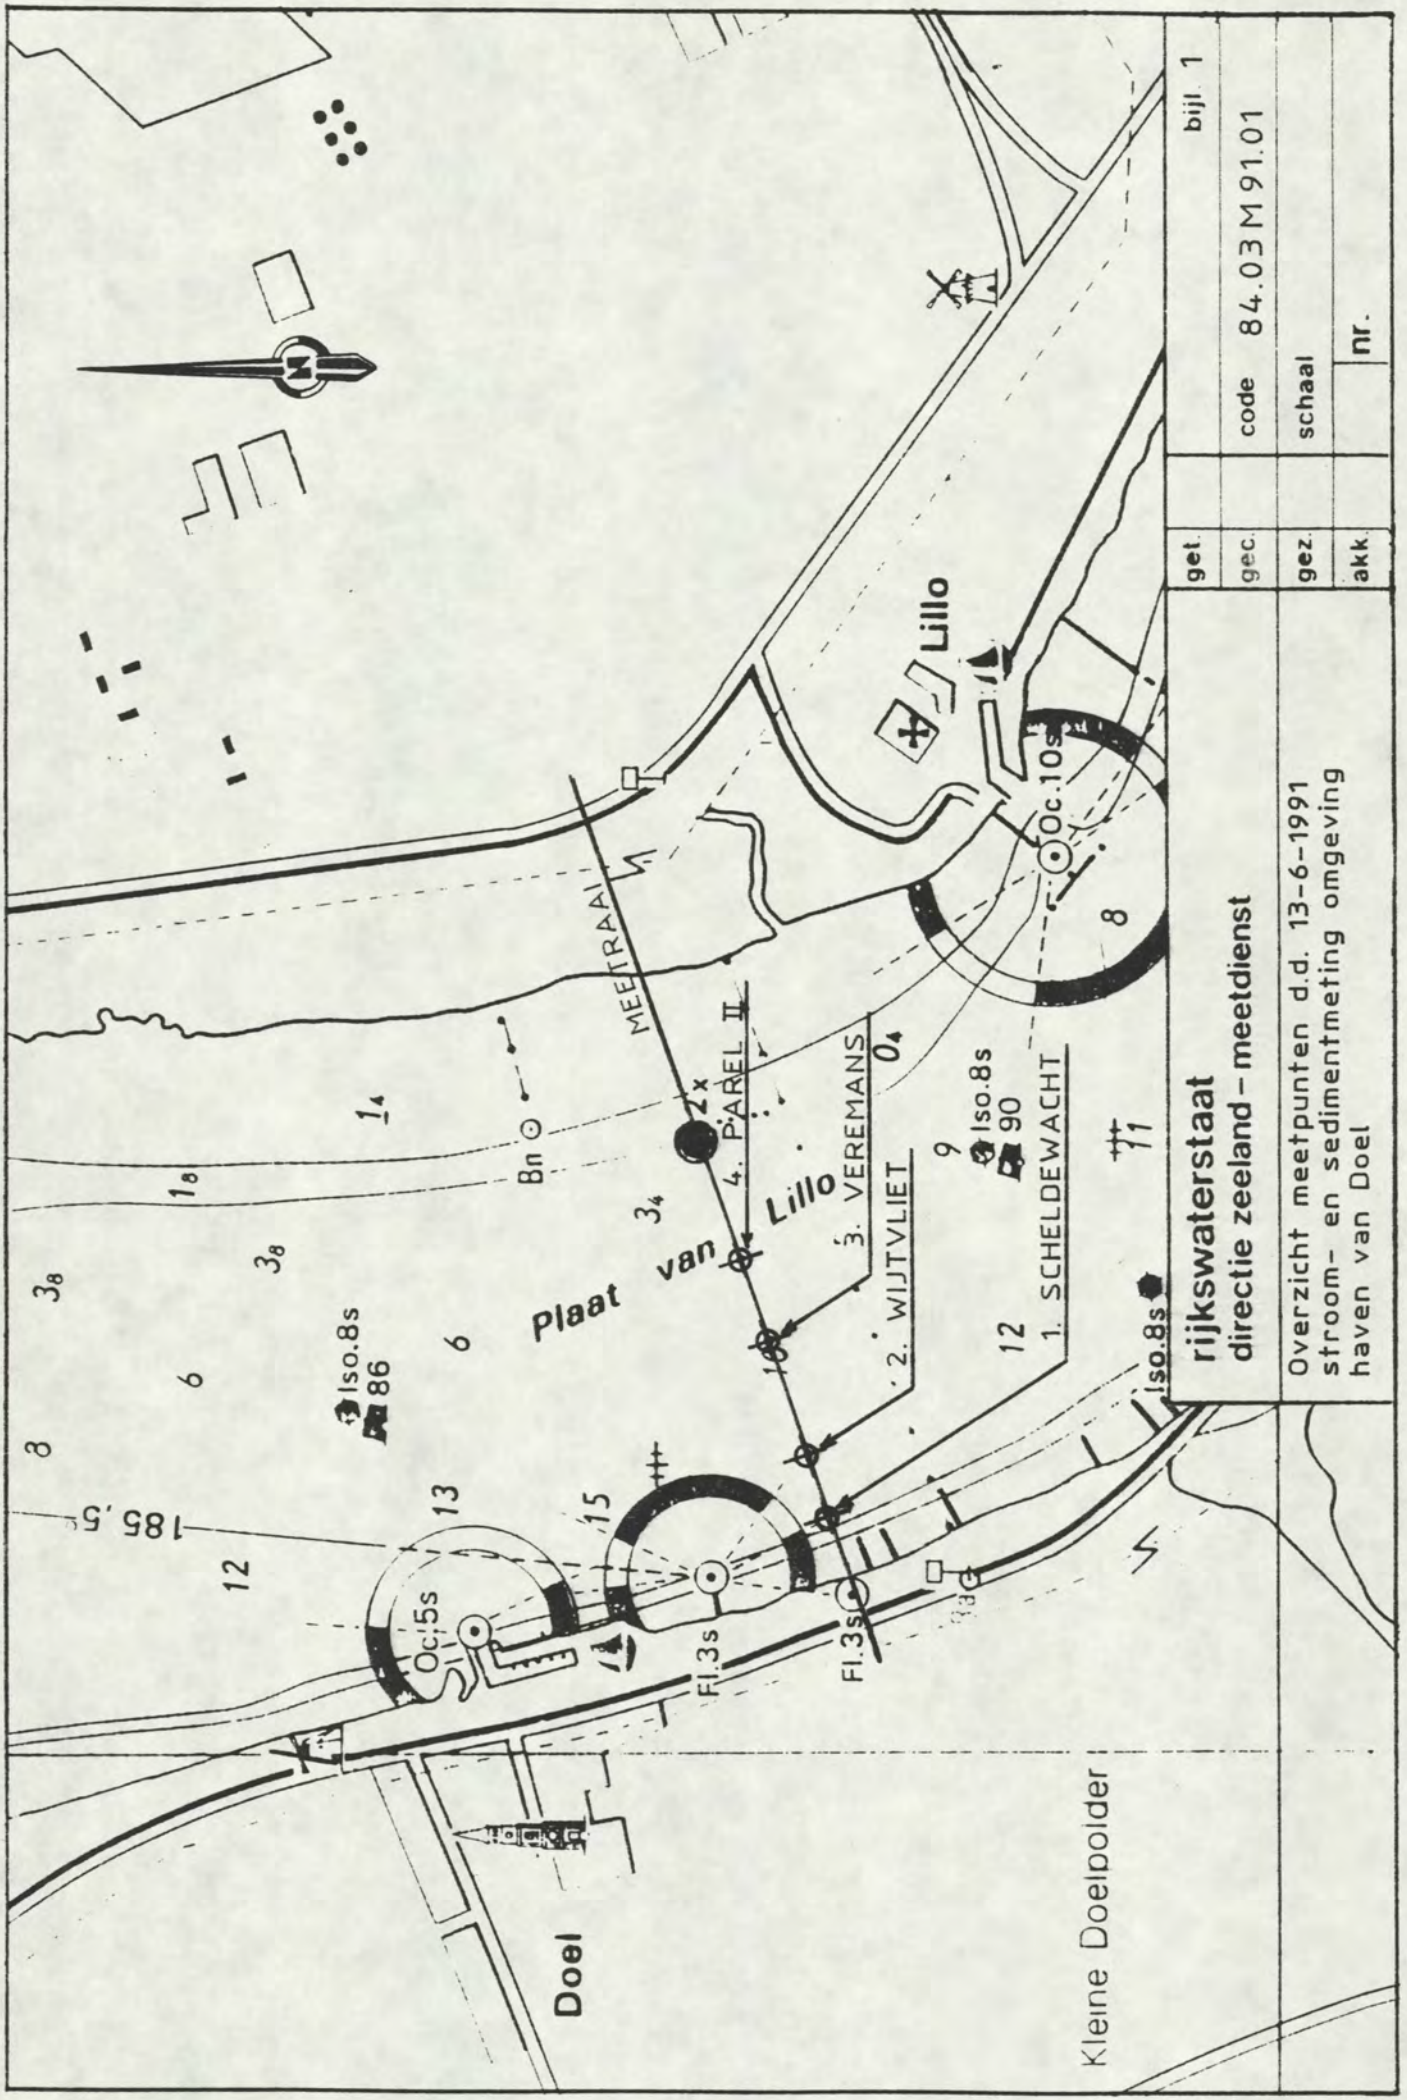 185.5°
8
3₈
12
6
1₈
13
Iso.8s
86
3₈
1₄
Oc.5s
6
15
Bn
Doel
Plaat van Lillo
3₄
MEETRAAI
Fl.3s
2x
4. PAREL II
Fl.3s
3. VEREMANS
0₄
2. WIJTVLIET
9
Iso.8s
90
Lillo
12
1. SCHELDEWACHT
Oc.10s
8
11
Kleine Doelpolder
Iso.8s
N
rijkswaterstaat
directie zeeland – meetdienst
Overzicht meetpunten d.d. 13-6-1991
stroom- en sedimentmeting omgeving
haven van Doel
get.
bijl. 1
gec.
code 84.03 M 91.01
gez.
schaal
akk.
nr.